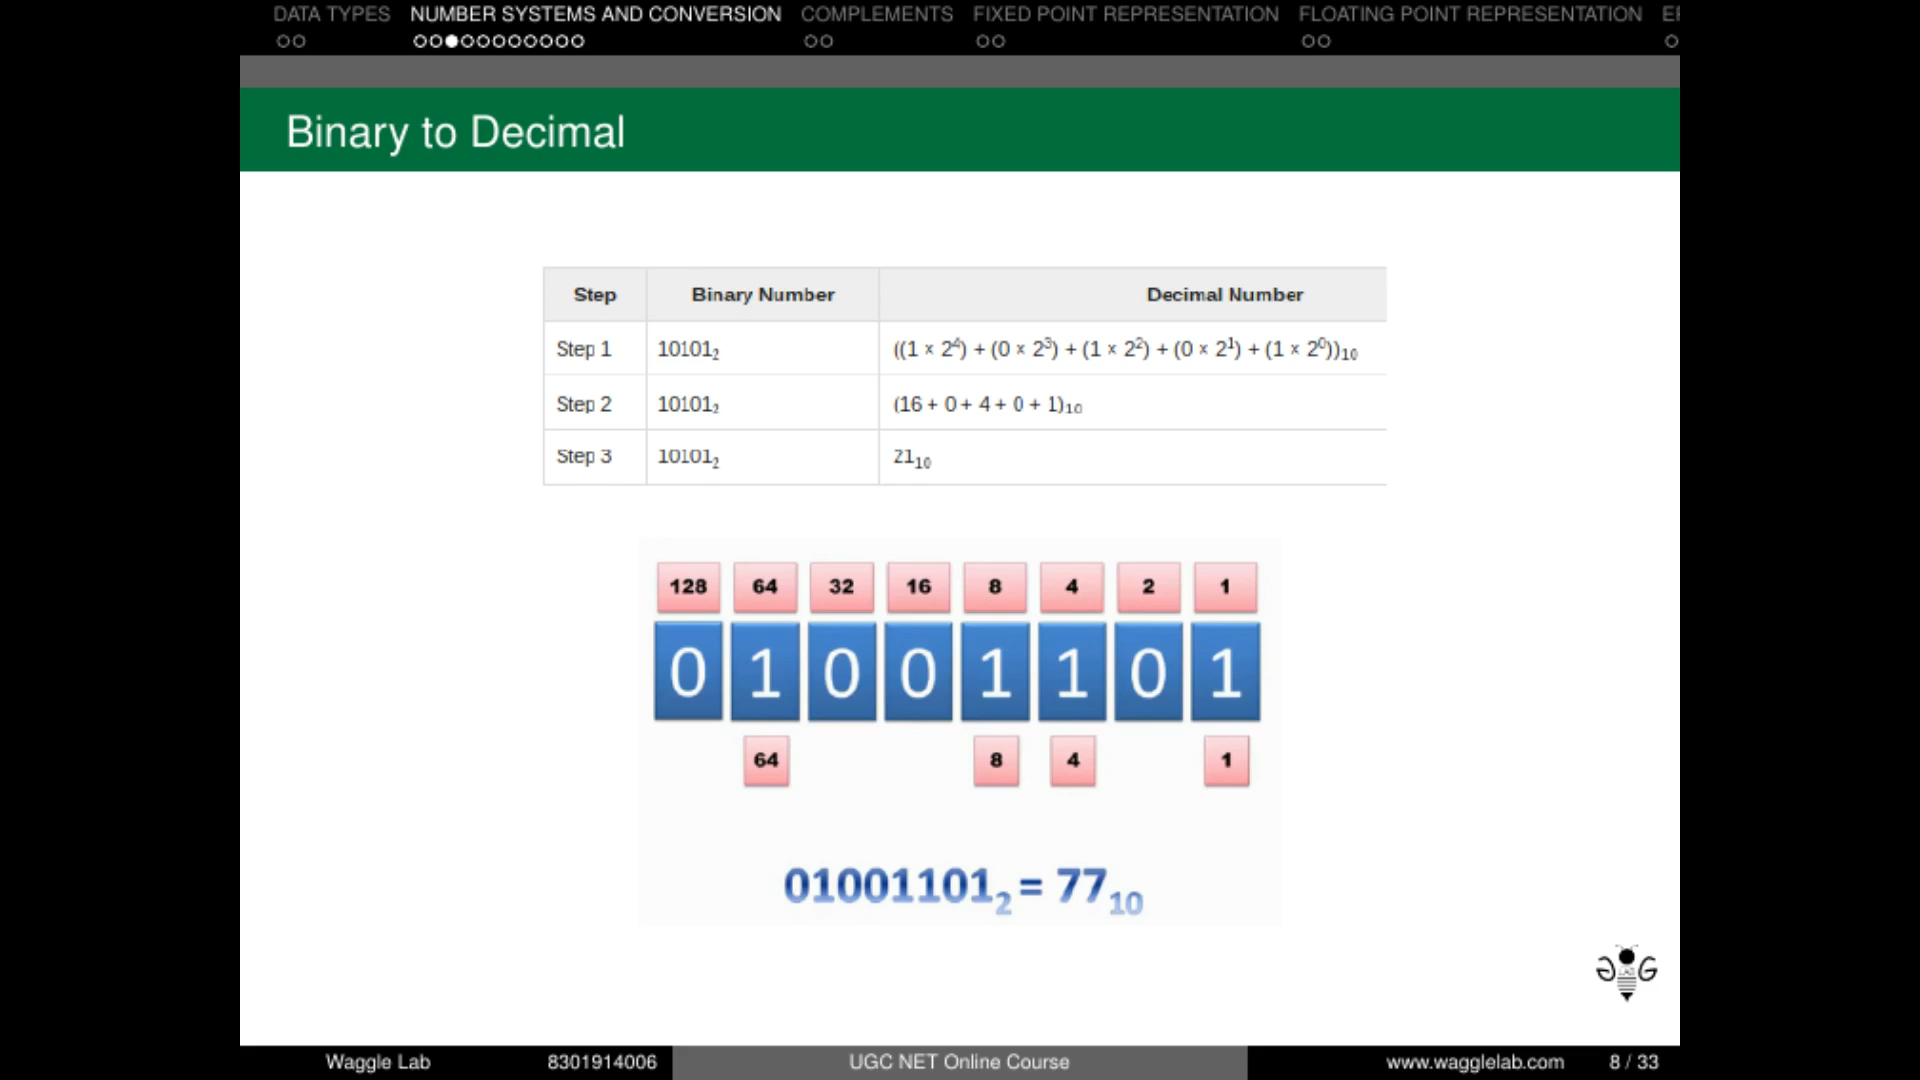 DATA TYPES NUMBER SYSTEMS AND CONVERSION COMPLEMENTS FIXED POINT REPRESENTATION FLOATING POINT REPRESENTATION
Binary to Decimal
Step Binary Number Decimal Number
Step 1 10101₂ ((1 × 2⁴) + (0 × 2³) + (1 × 2²) + (0 × 2¹) + (1 × 2⁰))₁₀
Step 2 10101₂ (16 + 0 + 4 + 0 + 1)₁₀
Step 3 10101₂ 21₁₀
128 64 32 16 8 4 2 1
0 1 0 0 1 1 0 1
64 8 4 1
01001101₂ = 77₁₀
Waggle Lab 8301914006 UGC NET Online Course www.wagglelab.com 8 / 33